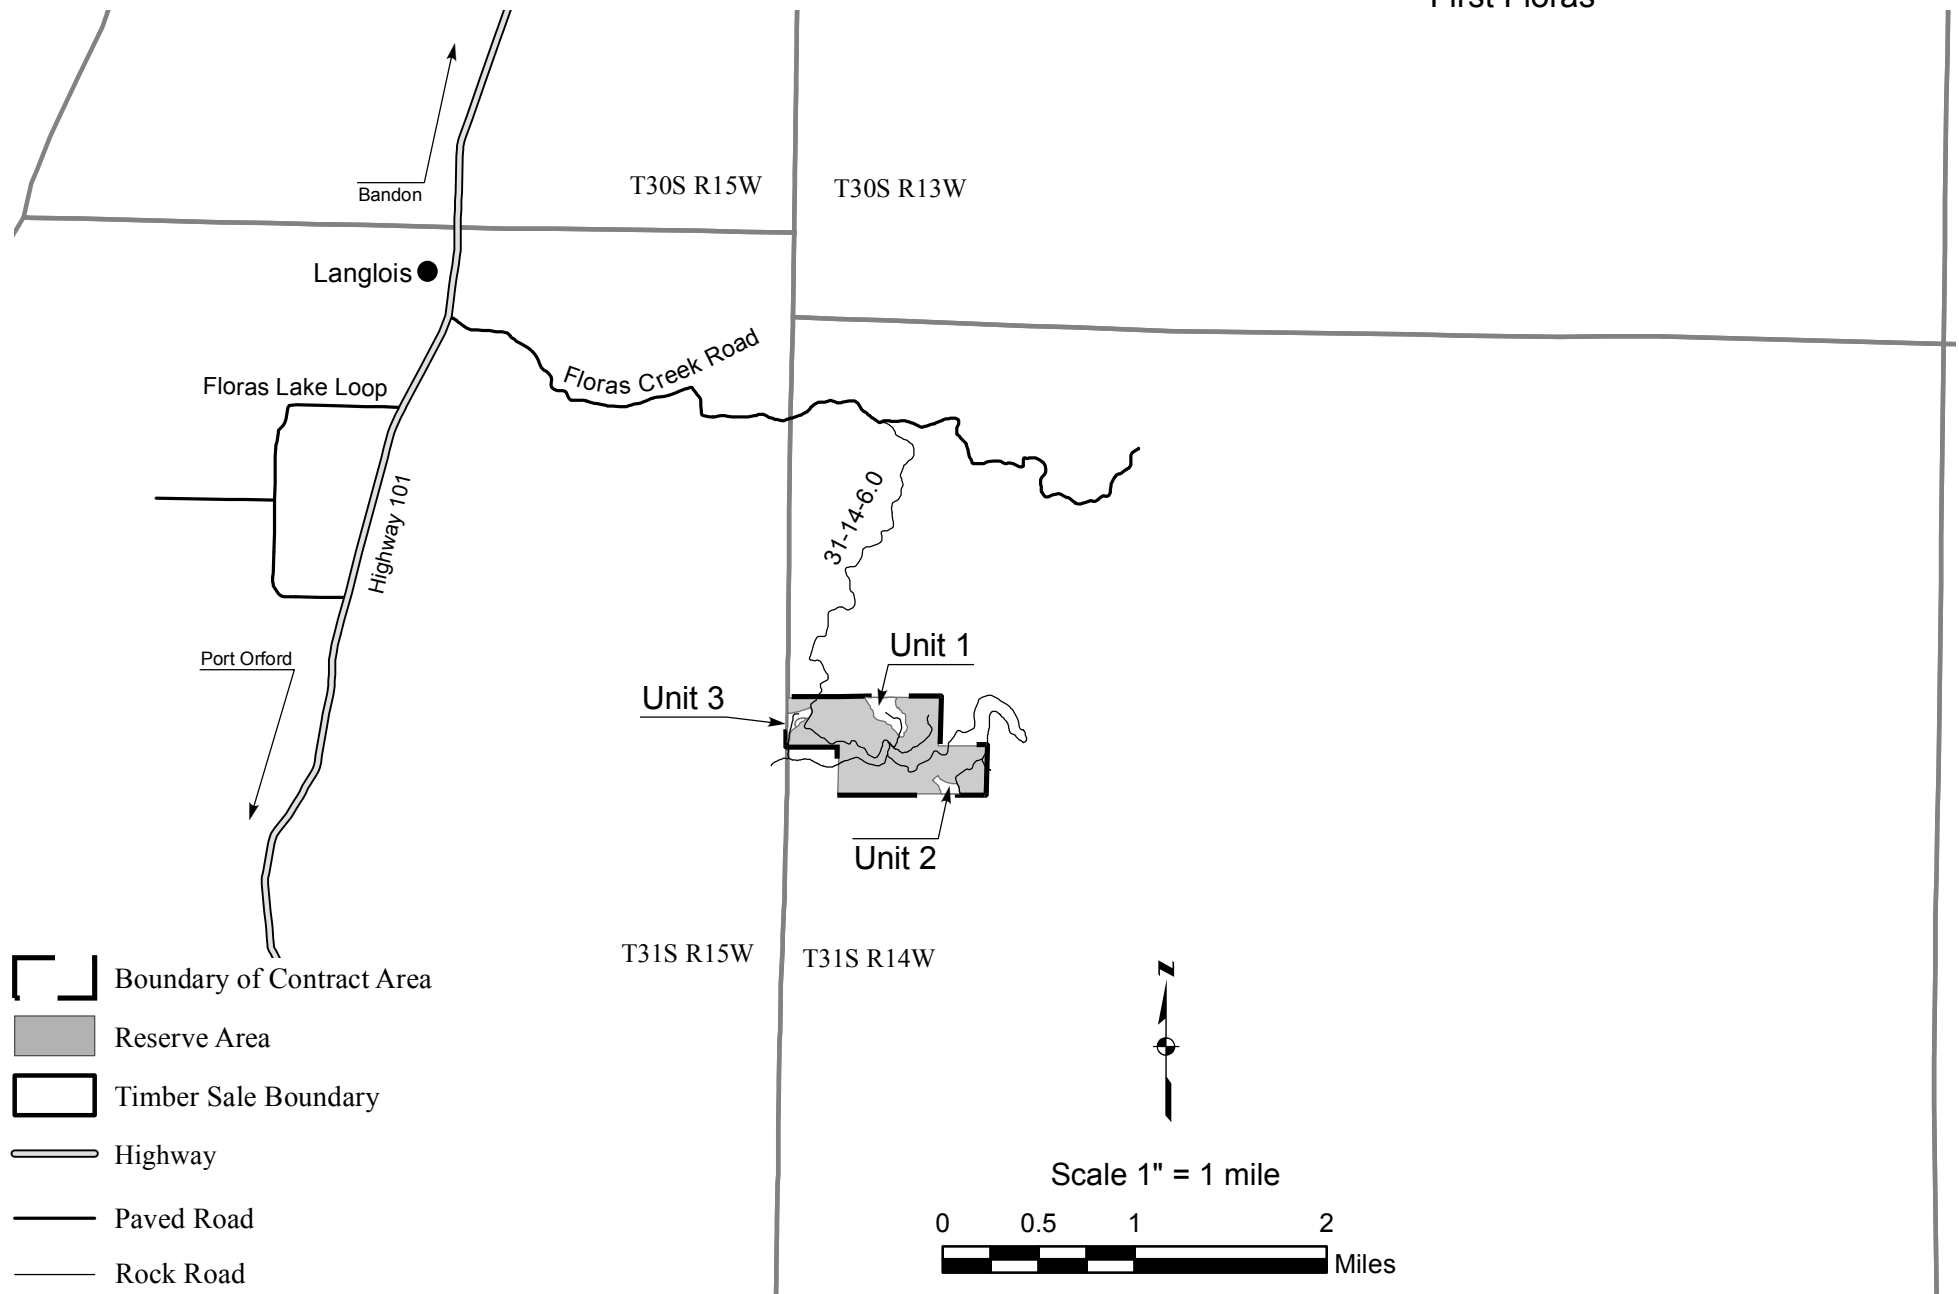 First Floras
T30S R15W
T30S R13W
Bandon
Langlois
Floras Creek Road
Floras Lake Loop
Highway 101
31-14-6.0
Unit 1
Port Orford
Unit 3
Unit 2
T31S R15W
T31S R14W
N
Boundary of Contract Area
Reserve Area
Timber Sale Boundary
Highway
Paved Road
Rock Road
Scale 1" = 1 mile
0 0.5 1 2
Miles